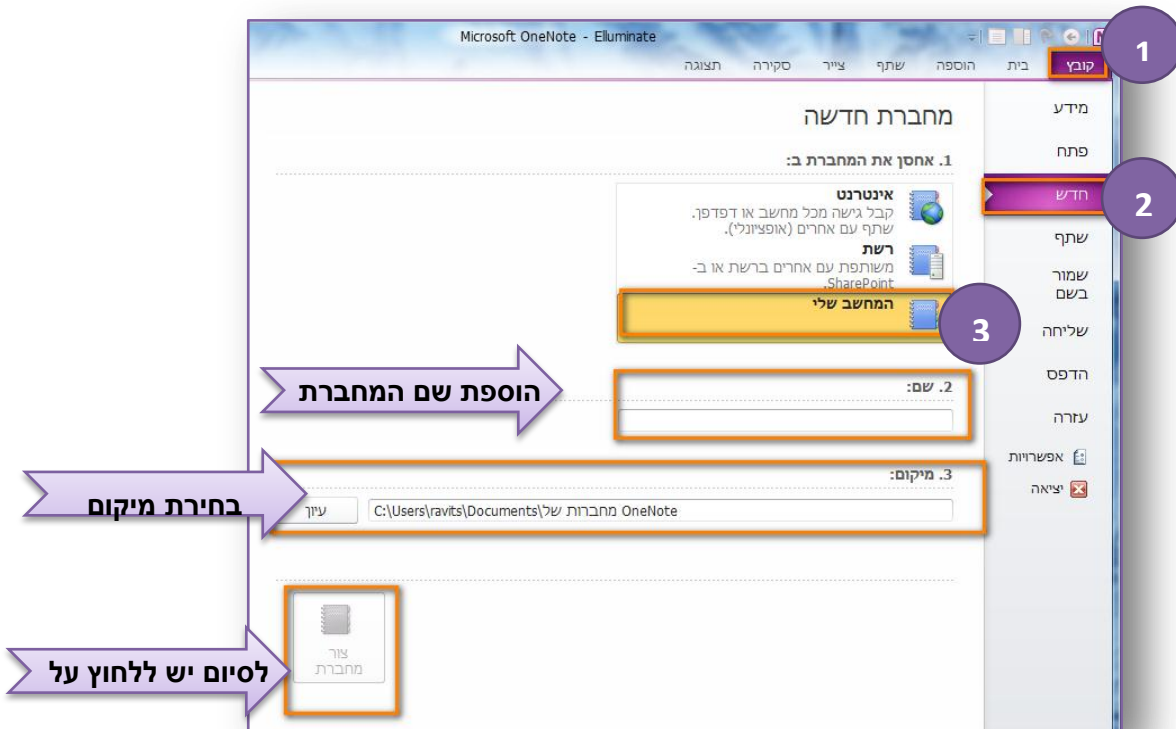 Microsoft OneNote - Elluminate
1
קובץ בית הוספה שתף צייר סקירה תצוגה
מידע
פתח
חדש
2
שתף
שמור
בשם
שליחה
הדפס
עזרה
אפשרויות
יציאה
מחברת חדשה
1. אחסן את המחברת ב:
אינטרנט
קבל גישה מכל מחשב או דפדפן.
שתף עם אחרים (אופציונלי).
רשת
משותפת עם אחרים ברשת או ב-
SharePoint.
המחשב שלי
3
2. שם:
הוספת שם המחברת
3. מיקום:
C:\Users\ravits\Documents\מחברות של OneNote
עיון
בחירת מיקום
צור
מחברת
לסיום יש ללחוץ על